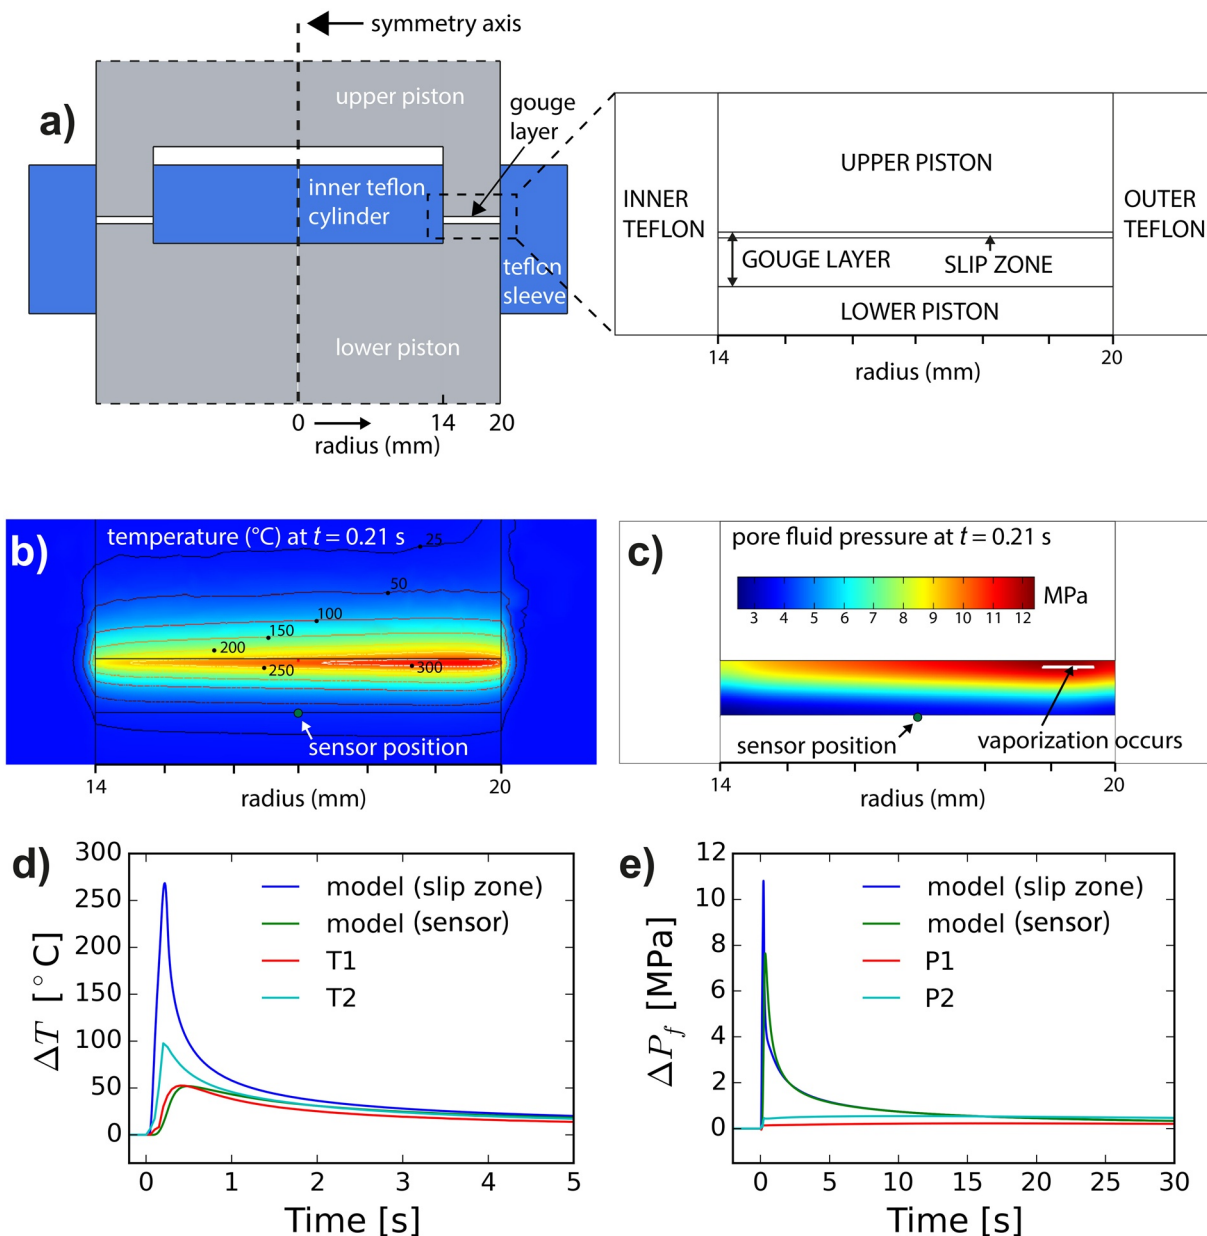 symmetry axis
a)
upper piston
gouge
layer
inner teflon
cylinder
teflon
sleeve
lower piston
0 14 20
radius (mm)
UPPER PISTON
INNER
TEFLON
OUTER
TEFLON
GOUGE LAYER
SLIP ZONE
LOWER PISTON
14 20
radius (mm)
b)
temperature (°C) at t = 0.21 s
25
50
100
150
200
250
300
sensor position
14 20
radius (mm)
c)
pore fluid pressure at t = 0.21 s
MPa
3 4 5 6 7 8 9 10 11 12
sensor position
vaporization occurs
14 20
radius (mm)
d)
300
250
200
150
100
50
0
ΔT [°C]
model (slip zone)
model (sensor)
T1
T2
0 1 2 3 4 5
Time [s]
e)
12
10
8
6
4
2
0
ΔPf [MPa]
model (slip zone)
model (sensor)
P1
P2
0 5 10 15 20 25 30
Time [s]